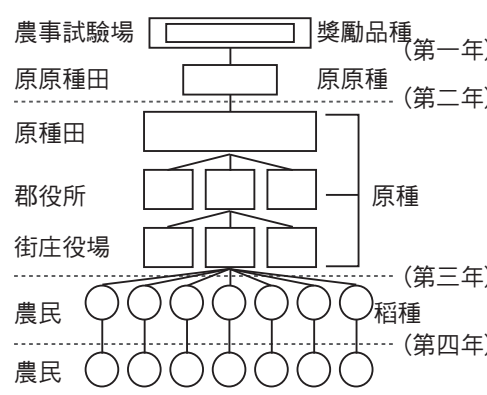 農事試驗場 獎勵品種
(第一年)
原原種田 原原種
(第二年)
原種田
郡役所 原種
街庄役場
(第三年)
農民 稻種
(第四年)
農民